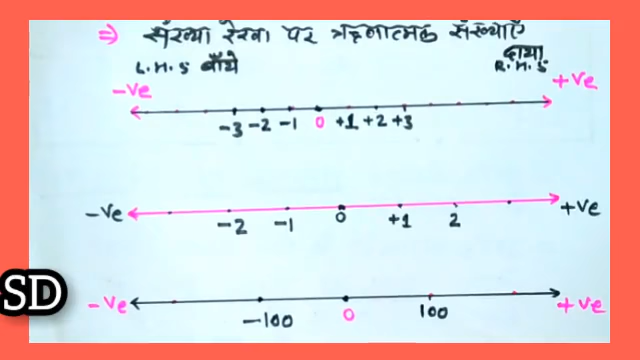 ⇒ सँख्या रेखा पर ऋणात्मक सँख्याएँ
L.H.S बाँये दाया
R.H.S
-ve +ve
-3 -2 -1 0 +1 +2 +3
-ve +ve
-2 -1 0 +1 2
SD
-ve +ve
-100 0 100